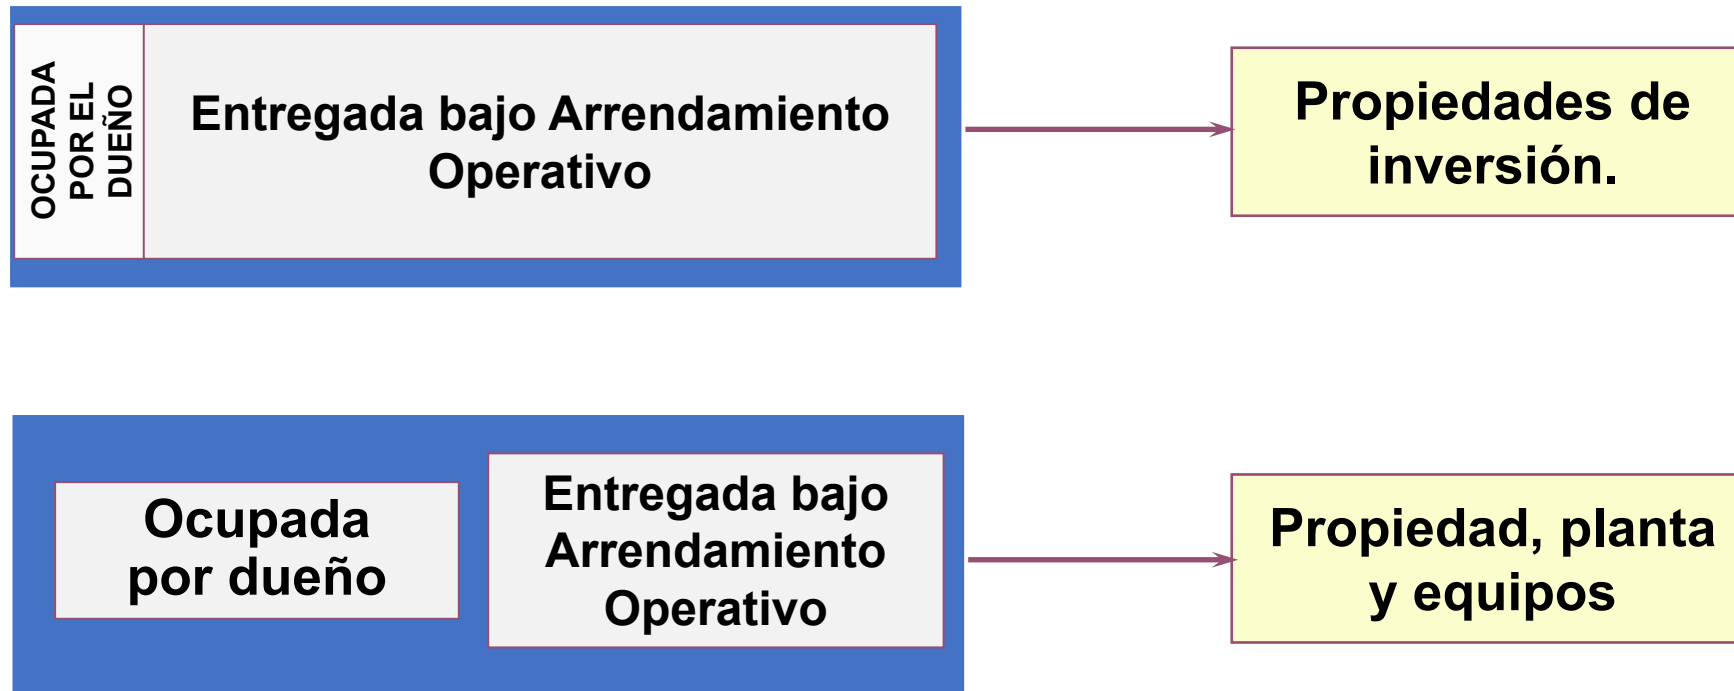 OCUPADA
POR EL
DUEÑO
Entregada bajo Arrendamiento
Operativo
Propiedades de
inversión.
Ocupada
por dueño
Entregada bajo
Arrendamiento
Operativo
Propiedad, planta
y equipos